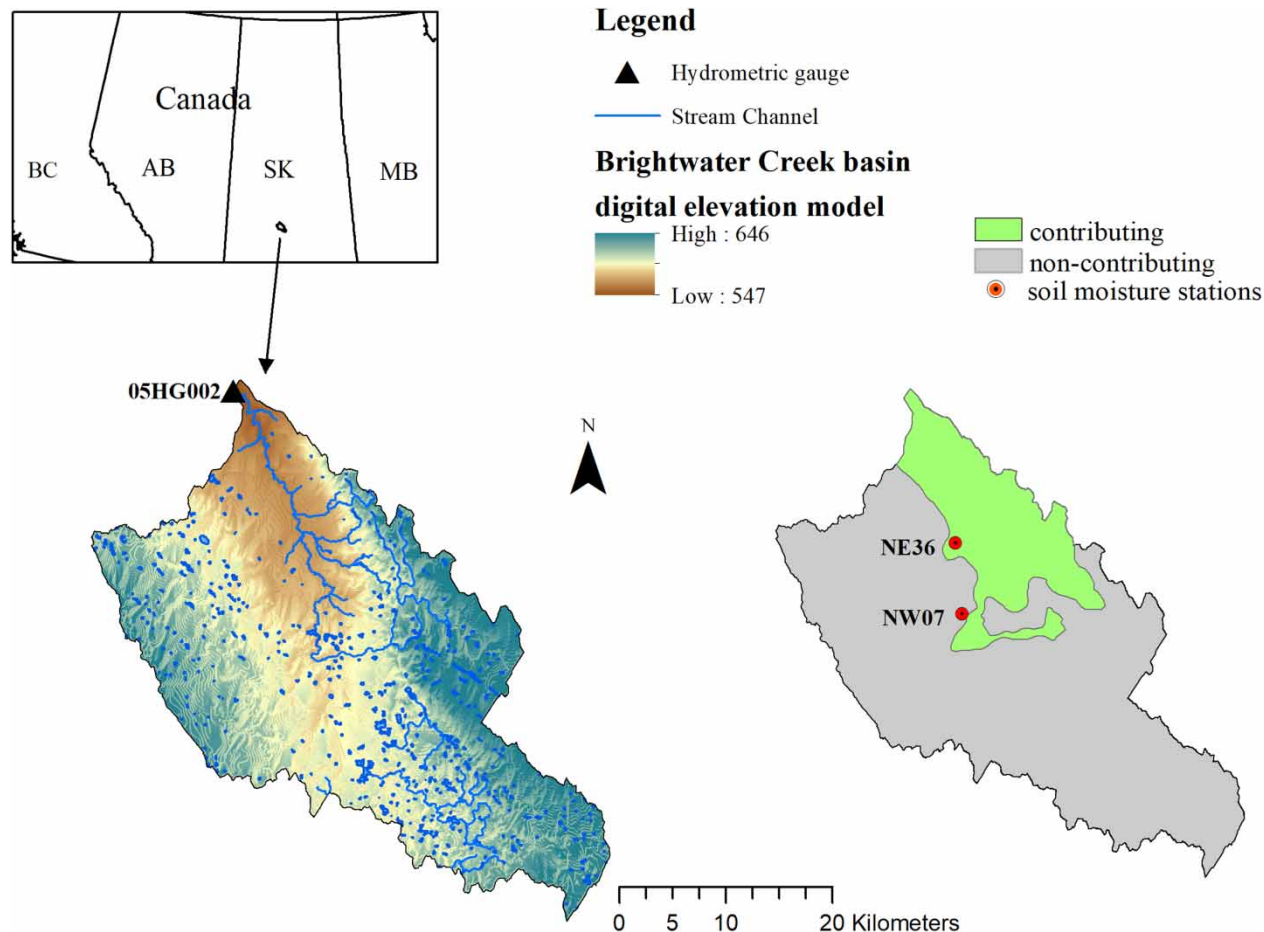 Canada
BC
AB
SK
MB
Legend
Hydrometric gauge
Stream Channel
Brightwater Creek basin
digital elevation model
High : 646
Low : 547
contributing
non-contributing
soil moisture stations
05HG002
N
NE36
NW07
0 5 10 20 Kilometers